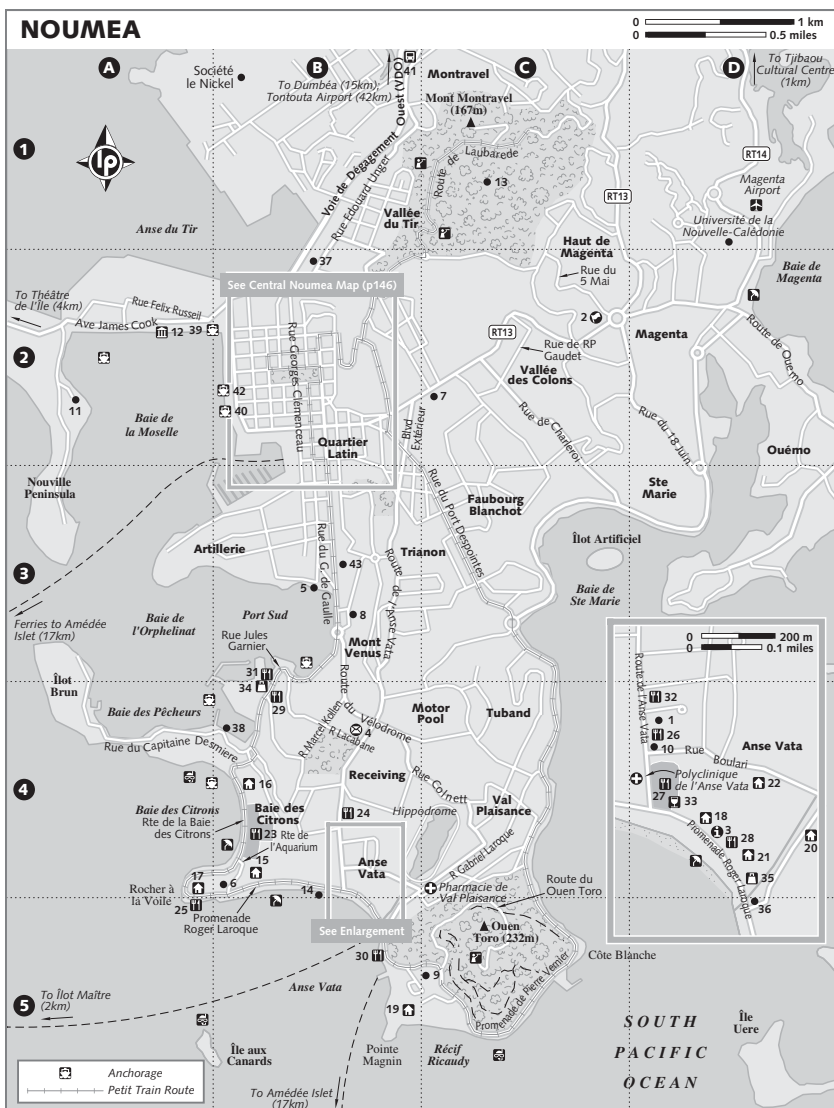 NOUMEA
0 1 km
0 0.5 miles
A
B
C
D
1
2
3
4
5
lp
Société
le Nickel
To Dumbéa (15km);
Tontouta Airport (42km)
41
Ouest (VDO)
Voie de Dégagement
Rue Edouard Unger
Montravel
Mont Montravel
(167m)
Route de Laubarede
13
To Tjibaou
Cultural Centre
(1km)
RT14
RT13
Magenta
Airport
Université de la
Nouvelle-Calédonie
Anse du Tir
Vallée
du Tir
Haut de
Magenta
Rue du
5 Mai
Baie de
Magenta
37
See Central Noumea Map (p146)
To Théâtre
de l'Île (4km)
Rue Felix Russeil
Ave James Cook
12
39
2
Magenta
RT13
Rue de RP
Gaudet
Vallée
des Colons
Route de Ouemo
Rue Georges Clémenceau
11
42
40
7
Baie de
la Moselle
Blvd
Extérieur
Rue de Charleroi
Rue du 18 Juin
Quartier
Latin
Ouémo
Nouville
Peninsula
Ste
Marie
Faubourg
Blanchot
Rue du Port Despointes
Artillerie
Rue du G. de Gaulle
43
Trianon
Îlot Artificiel
Route de l'Anse Vata
5
8
Baie de
Ste Marie
Ferries to Amédée
Islet (17km)
Baie de
l'Orphelinat
Port Sud
Rue Jules
Garnier
Mont
Venus
31
34
29
Îlot
Brun
Baie des Pêcheurs
38
Rue du Capitaine Desmiere
Route du Vélodrome
R Marcel Kollen
R Lacabane
4
Motor
Pool
Tuband
Receiving
Rue Cornett
16
Baie des Citrons
Rte de la Baie
des Citrons
Baie des
Citrons
23
Rte de
l'Aquarium
24
Hippodrome
Val
Plaisance
15
17
6
Rocher à
la Voile
25
14
Promenade
Roger Laroque
Anse
Vata
See Enlargement
R Gabriel Laroque
Pharmacie de
Val Plaisance
Route du
Ouen Toro
Ouen
Toro (232m)
Côte Blanche
30
9
Anse Vata
Promenade de Pierre Vernier
19
To Îlot Maître
(2km)
Île aux
Canards
Pointe
Magnin
Récif
Ricaudy
To Amédée Islet
(17km)
SOUTH
PACIFIC
OCEAN
Île
Uere
0 200 m
0 0.1 miles
Route de l'Anse Vata
32
1
26
10
Anse Vata
Rue Boulari
Polyclinique
de l'Anse Vata
22
27
33
18
3
28
20
21
35
36
Promenade Roger Laroque
Anchorage
Petit Train Route